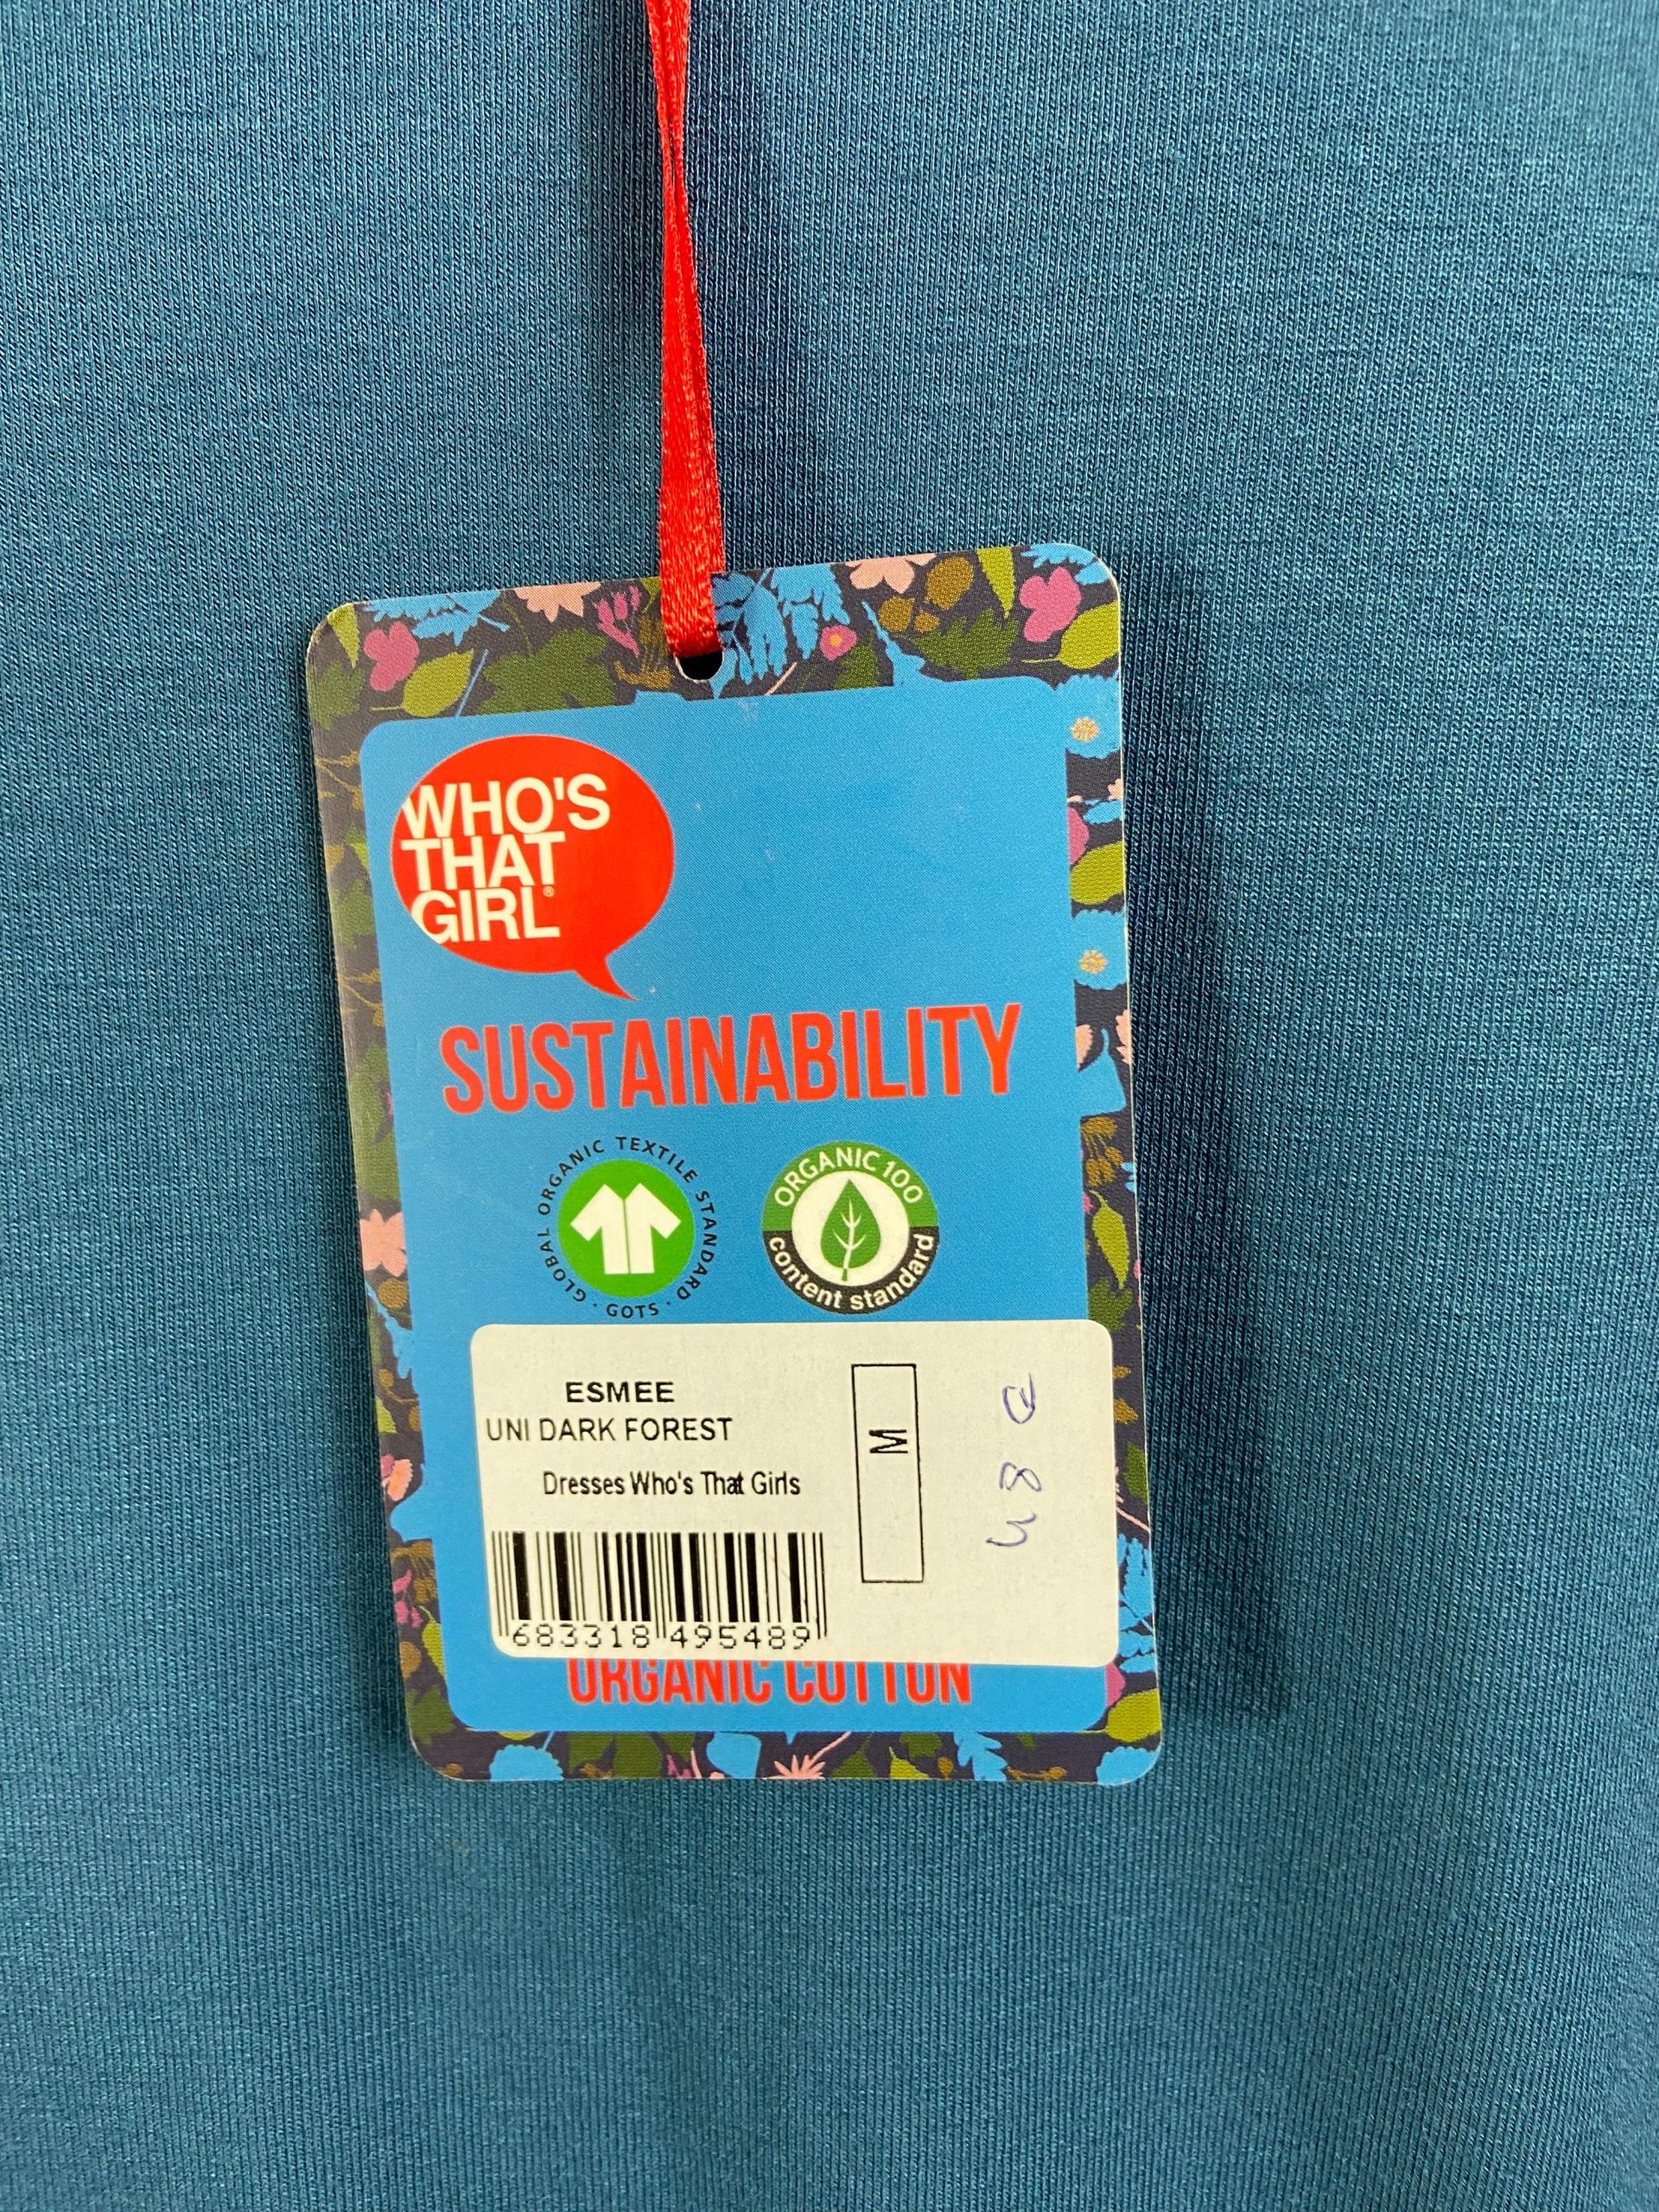 WHO'S
THAT
GIRL®
SUSTAINABILITY
GLOBAL ORGANIC TEXTILE STANDARD · GOTS ·
ORGANIC 100
content standard
ESMEE
UNI DARK FOREST
Dresses Who's That Girls
M
683318 495489
ORGANIC COTTON